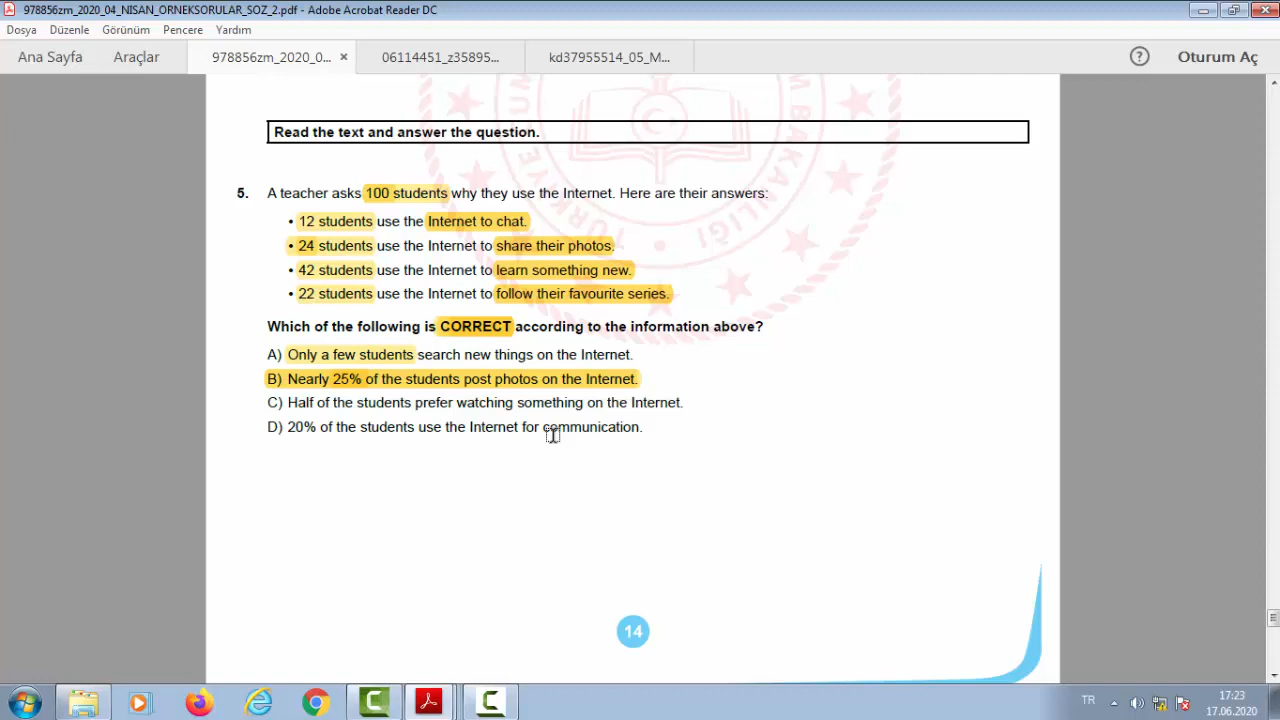 978856zm_2020_04_NISAN_ORNEKSORULAR_SOZ_2.pdf - Adobe Acrobat Reader DC
Dosya Düzenle Görünüm Pencere Yardım
Ana Sayfa Araçlar 978856zm_2020_0... × 06114451_z35895... kd37955514_05_M... ? Oturum Aç
Read the text and answer the question.
5. A teacher asks 100 students why they use the Internet. Here are their answers:
• 12 students use the Internet to chat.
• 24 students use the Internet to share their photos.
• 42 students use the Internet to learn something new.
• 22 students use the Internet to follow their favourite series.
Which of the following is CORRECT according to the information above?
A) Only a few students search new things on the Internet.
B) Nearly 25% of the students post photos on the Internet.
C) Half of the students prefer watching something on the Internet.
D) 20% of the students use the Internet for communication.
14
TR 17:23
17.06.2020